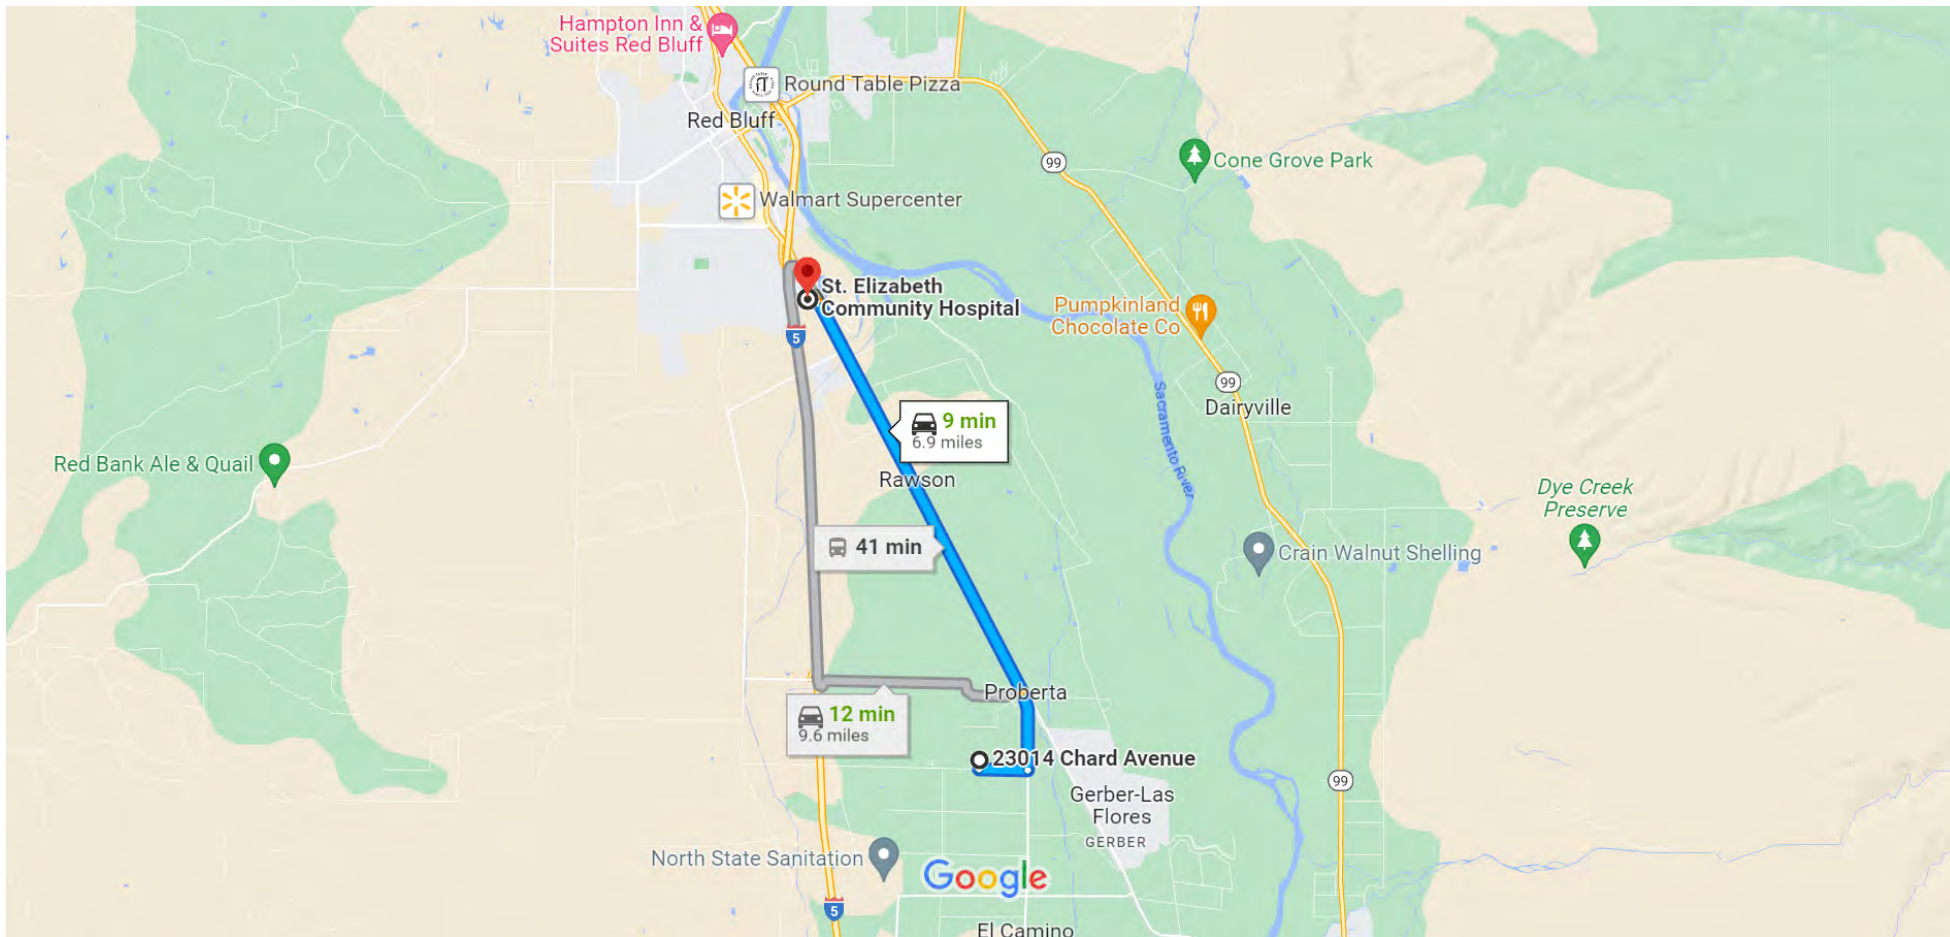 Hampton Inn &
Suites Red Bluff
Round Table Pizza
Red Bluff
99
Cone Grove Park
Walmart Supercenter
St. Elizabeth
Community Hospital
Pumpkinland
Chocolate Co
5
99
Dairyville
9 min
6.9 miles
Sacramento River
Red Bank Ale & Quail
Rawson
Dye Creek
Preserve
41 min
Crain Walnut Shelling
Proberta
12 min
9.6 miles
23014 Chard Avenue
99
Gerber-Las
Flores
GERBER
North State Sanitation
Google
5
El Camino